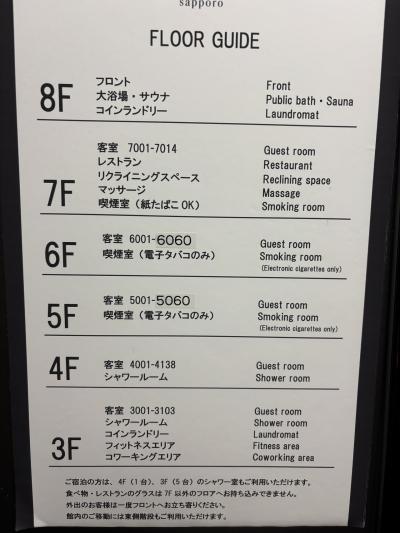 sapporo
FLOOR GUIDE
8F
フロント Front
大浴場・サウナ Public bath・Sauna
コインランドリー Laundromat
7F
客室 7001-7014 Guest room
レストラン Restaurant
リクライニングスペース Reclining space
マッサージ Massage
喫煙室（紙たばこOK） Smoking room
6F
客室 6001-6060 Guest room
喫煙室（電子タバコのみ） Smoking room
(Electronic cigarettes only)
5F
客室 5001-5060 Guest room
喫煙室（電子タバコのみ） Smoking room
(Electronic cigarettes only)
4F
客室 4001-4138 Guest room
シャワールーム Shower room
3F
客室 3001-3103 Guest room
シャワールーム Shower room
コインランドリー Laundromat
フィットネスエリア Fitness area
コワーキングエリア Coworking area
ご宿泊の方は、4F（1台）、3F（5台）のシャワー室もご利用いただけます。
食べ物・レストランのグラスは7F以外のフロアへお持ち込みできません。
外出のお客様は一度フロントへお立ち寄りください。
館内のご移動には東側階段もご利用いただけます。